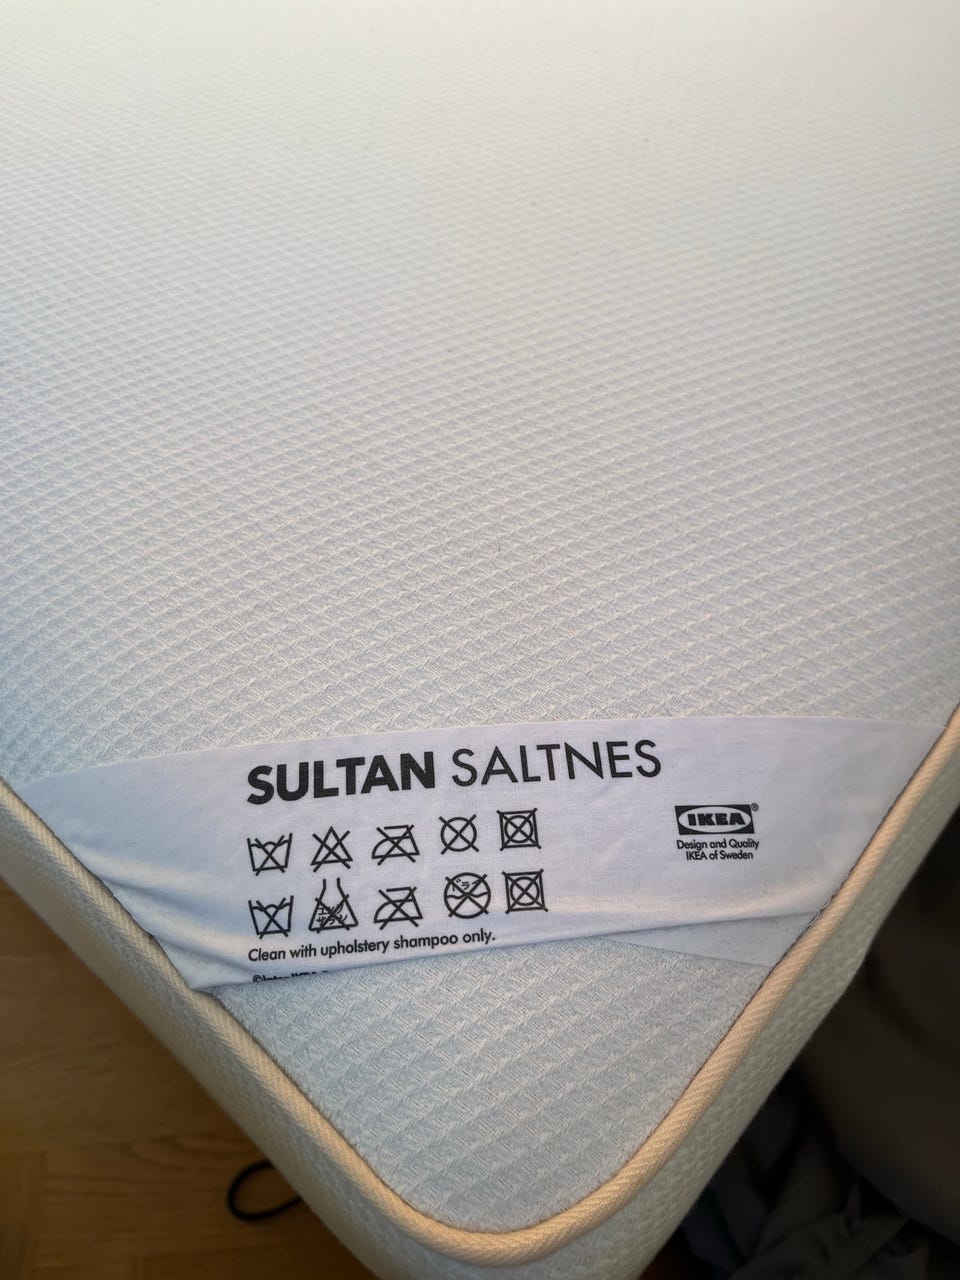 SULTAN SALTNES
IKEA®
Design and Quality
IKEA of Sweden
Clean with upholstery shampoo only.